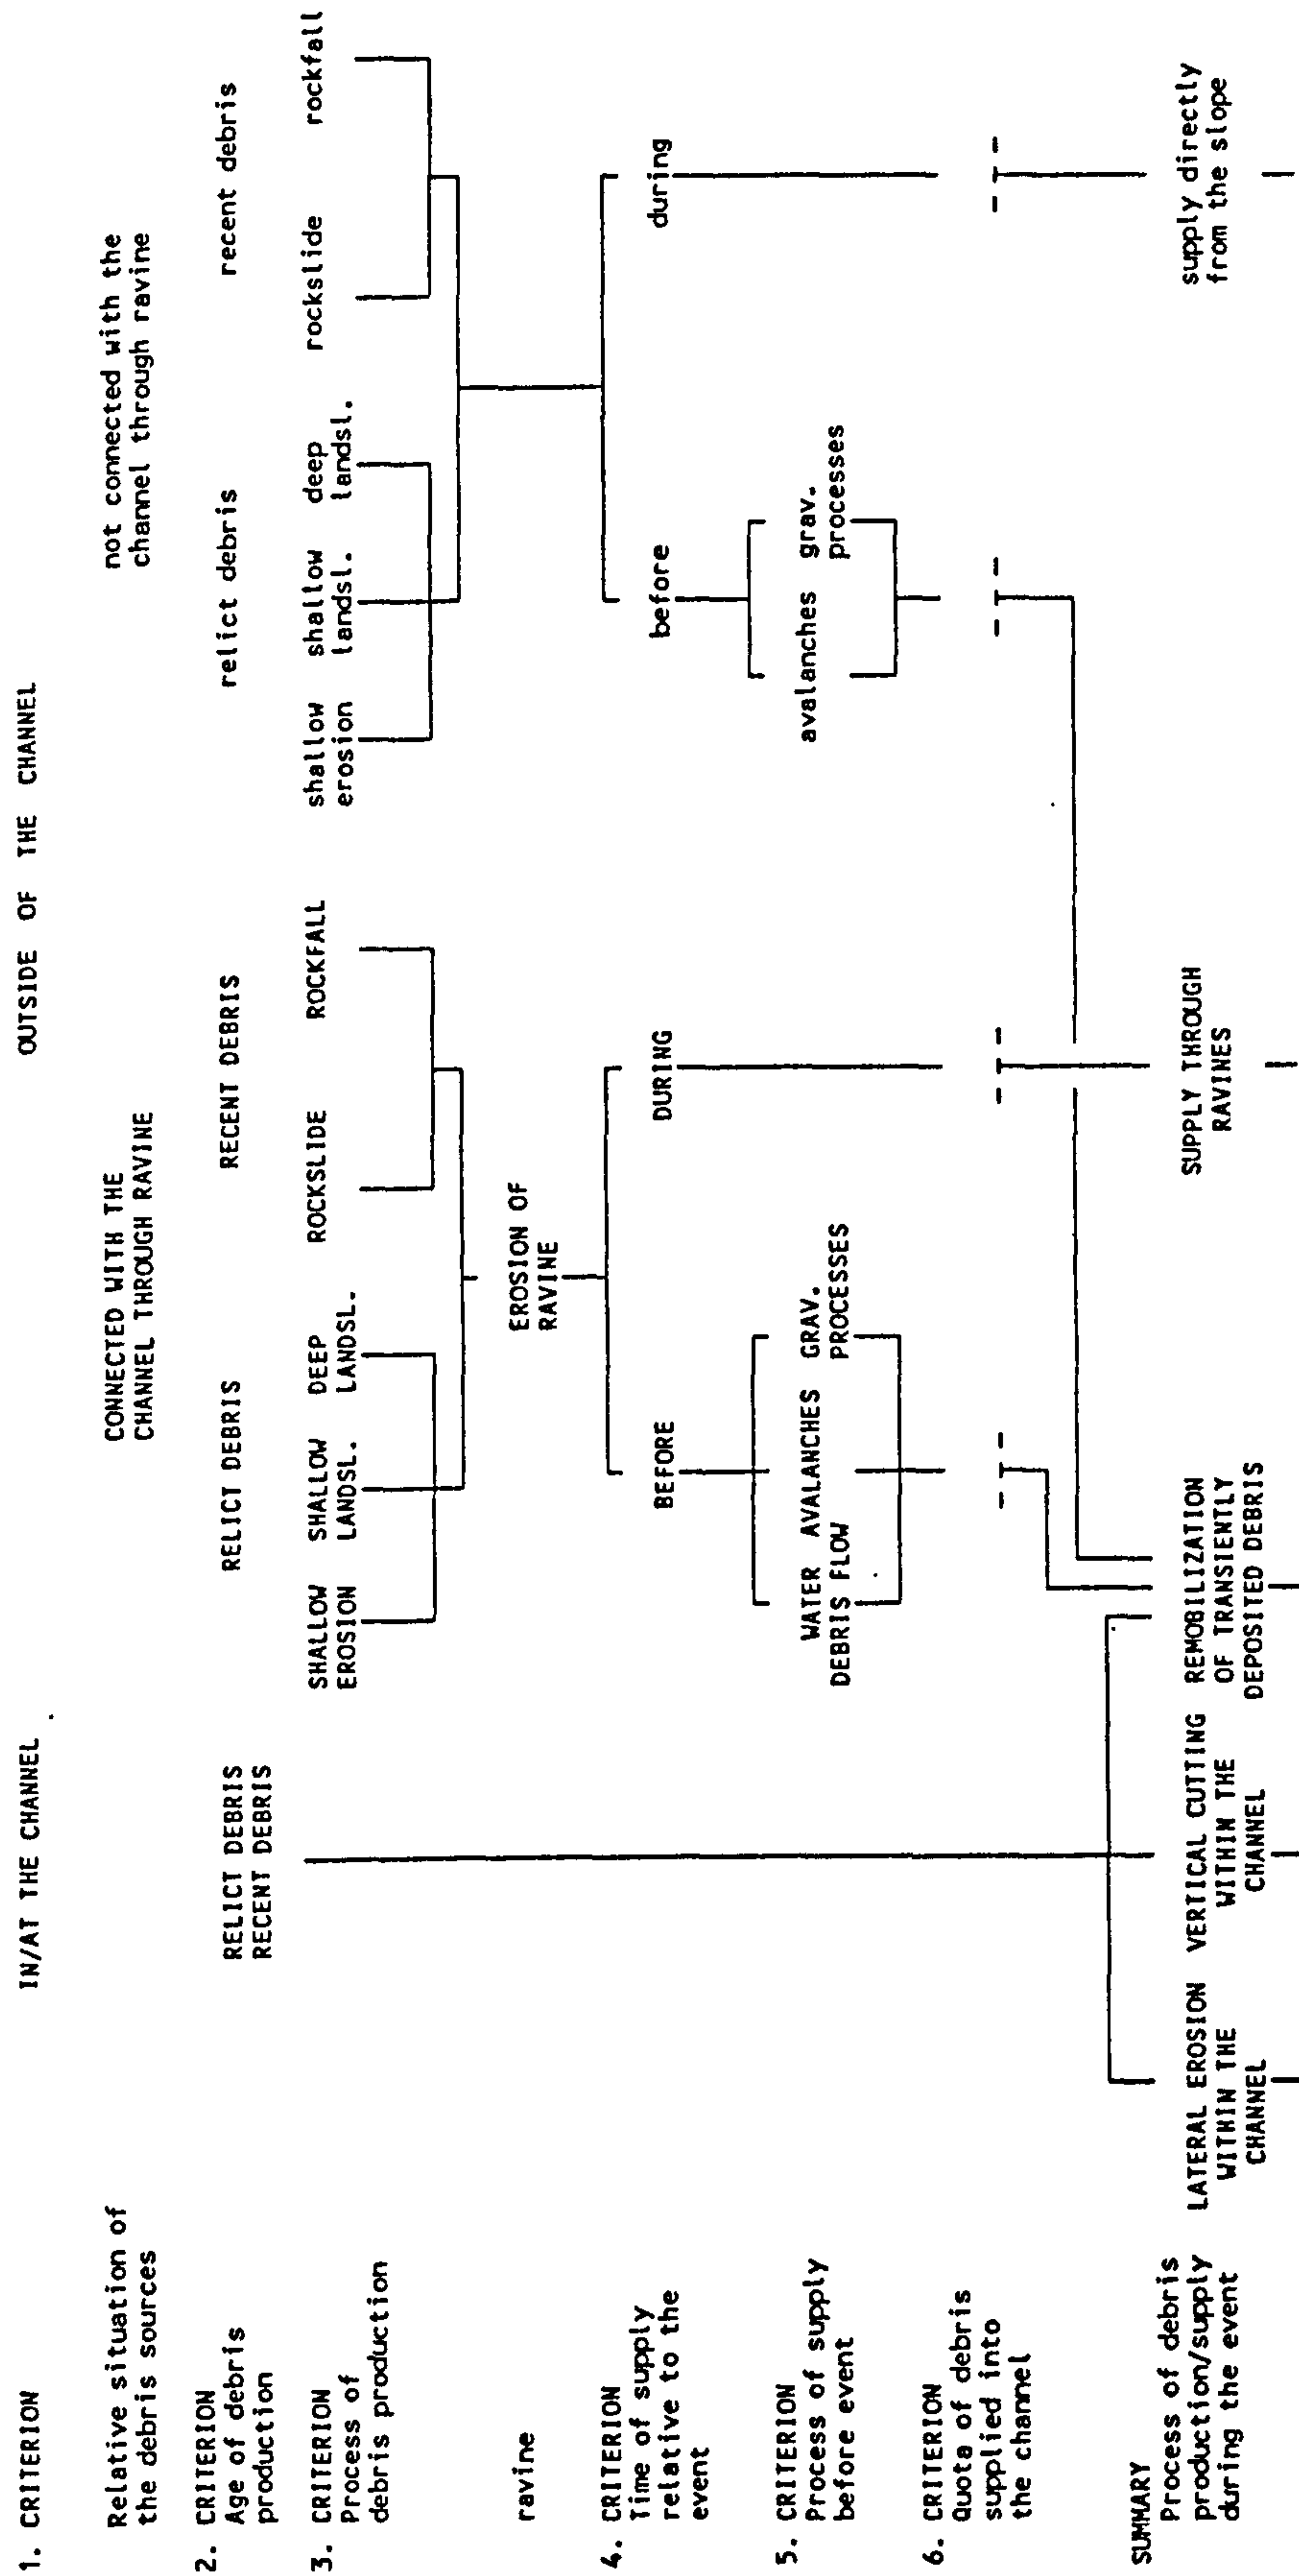 1. CRITERION IN/AT THE CHANNEL OUTSIDE OF THE CHANNEL
Relative situation of
the debris sources
CONNECTED WITH THE
CHANNEL THROUGH RAVINE
not connected with the
channel through ravine
2. CRITERION
Age of debris
production
RELICT DEBRIS
RECENT DEBRIS
RELICT DEBRIS
RECENT DEBRIS
relict debris
recent debris
3. CRITERION
Process of
debris production
SHALLOW
EROSION
SHALLOW
LANDSL.
DEEP
LANDSL.
ROCKSLIDE
ROCKFALL
shallow
erosion
shallow
landsl.
deep
landsl.
rockslide
rockfall
ravine
EROSION OF
RAVINE
4. CRITERION
Time of supply
relative to the
event
BEFORE
DURING
before
during
5. CRITERION
Process of supply
before event
WATER AVALANCHES GRAV.
DEBRIS FLOW PROCESSES
avalanches grav.
processes
6. CRITERION
Quota of debris
supplied into
the channel
SUMMARY
Process of debris
production/supply
during the event
LATERAL EROSION
WITHIN THE
CHANNEL
VERTICAL CUTTING
WITHIN THE
CHANNEL
REMOBILIZATION
OF TRANSIENTLY
DEPOSITED DEBRIS
SUPPLY THROUGH
RAVINES
supply directly
from the slope